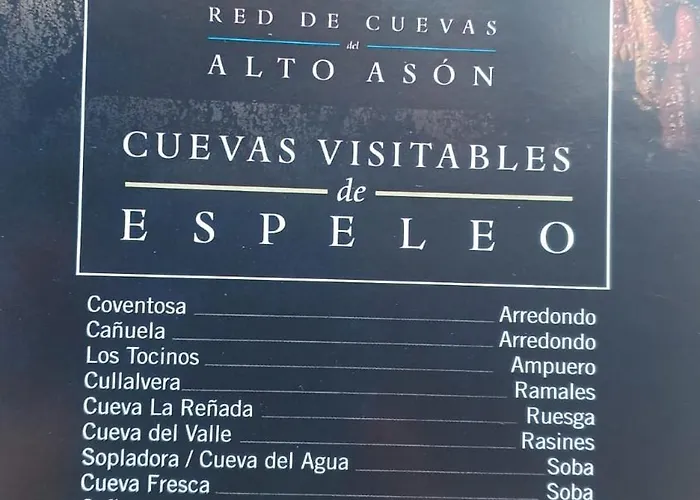 RED DE CUEVAS
del
ALTO ASÓN
CUEVAS VISITABLES
de
ESPELEO
Coventosa Arredondo
Cañuela Arredondo
Los Tocinos Ampuero
Cullalvera Ramales
Cueva La Reñada Ruesga
Cueva del Valle Rasines
Sopladora / Cueva del Agua Soba
Cueva Fresca Soba